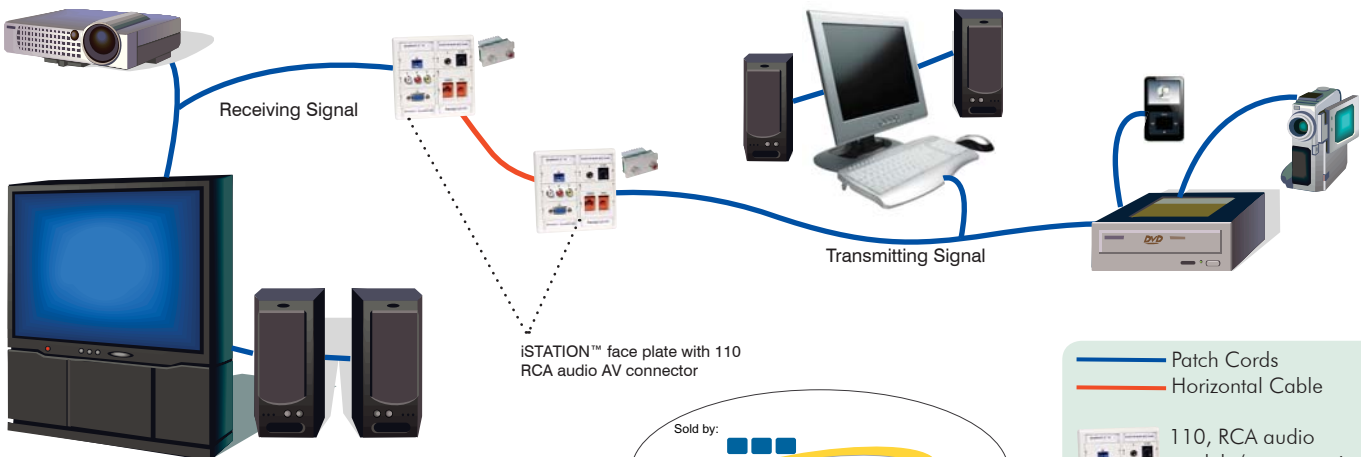 Receiving Signal
Transmitting Signal
DVD
iSTATION™ face plate with 110
RCA audio AV connector
Patch Cords
Horizontal Cable
Sold by:
110, RCA audio